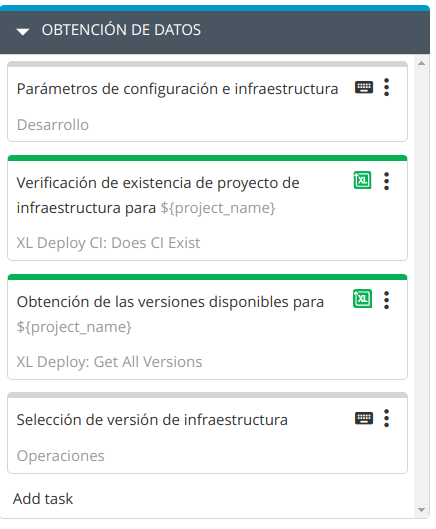 OBTENCIÓN DE DATOS
Parámetros de configuración e infraestructura
Desarrollo
Verificación de existencia de proyecto de
infraestructura para ${project_name}
XL Deploy CI: Does CI Exist
Obtención de las versiones disponibles para
${project_name}
XL Deploy: Get All Versions
Selección de versión de infraestructura
Operaciones
Add task